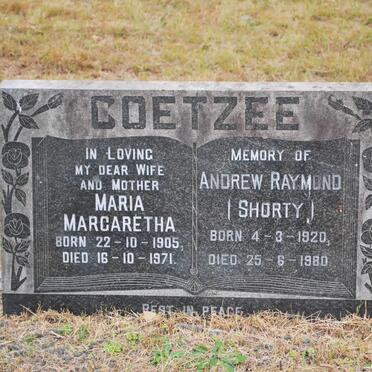 COETZEE
IN LOVING
MY DEAR WIFE
AND MOTHER
MARIA
MARGARETHA
BORN 22-10-1905,
DIED 16-10-1971.
MEMORY OF
ANDREW RAYMOND
(SHORTY,)
BORN 4-3-1920,
DIED 25-6-1980.
REST IN PEACE